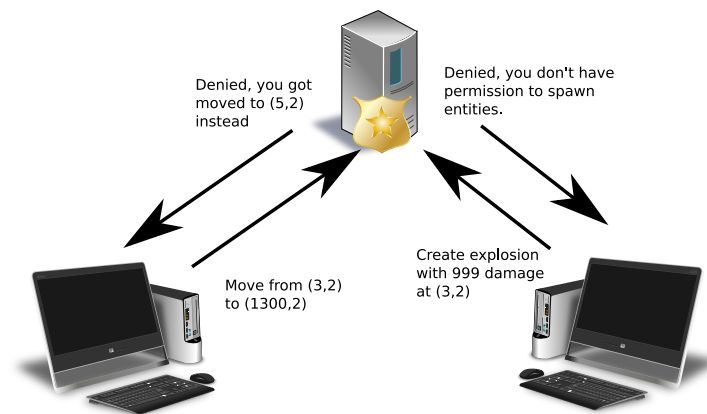 Denied, you got
moved to (5,2)
instead
Denied, you don't have
permission to spawn
entities.
Move from (3,2)
to (1300,2)
Create explosion
with 999 damage
at (3,2)